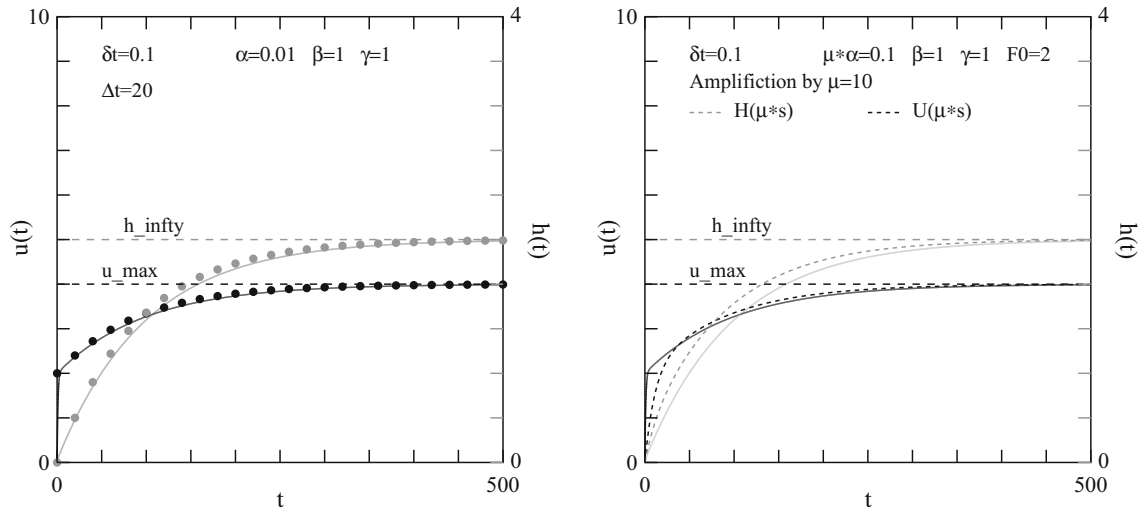 10
δt=0.1 α=0.01 β=1 γ=1
Δt=20
h_infty
u_max
u(t)
0
0
t
500
4
h(t)
0
10
δt=0.1 μ*α=0.1 β=1 γ=1 F0=2
Amplifiction by μ=10
H(μ*s) U(μ*s)
h_infty
u_max
u(t)
0
0
t
500
4
h(t)
0